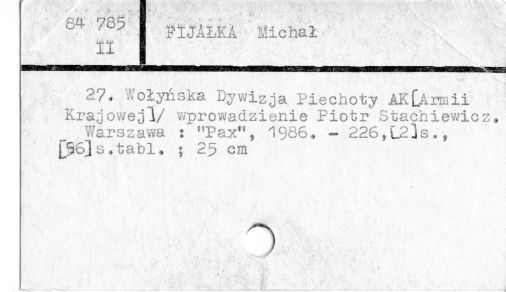 84 785
II
FIJAŁKA Michał
27. Wołyńska Dywizja Piechoty AK[Armii
Krajowej]/ wprowadzenie Piotr Stachiewicz.
Warszawa : "Pax", 1986. - 226,[2]s.,
[56]s.tabl. ; 25 cm